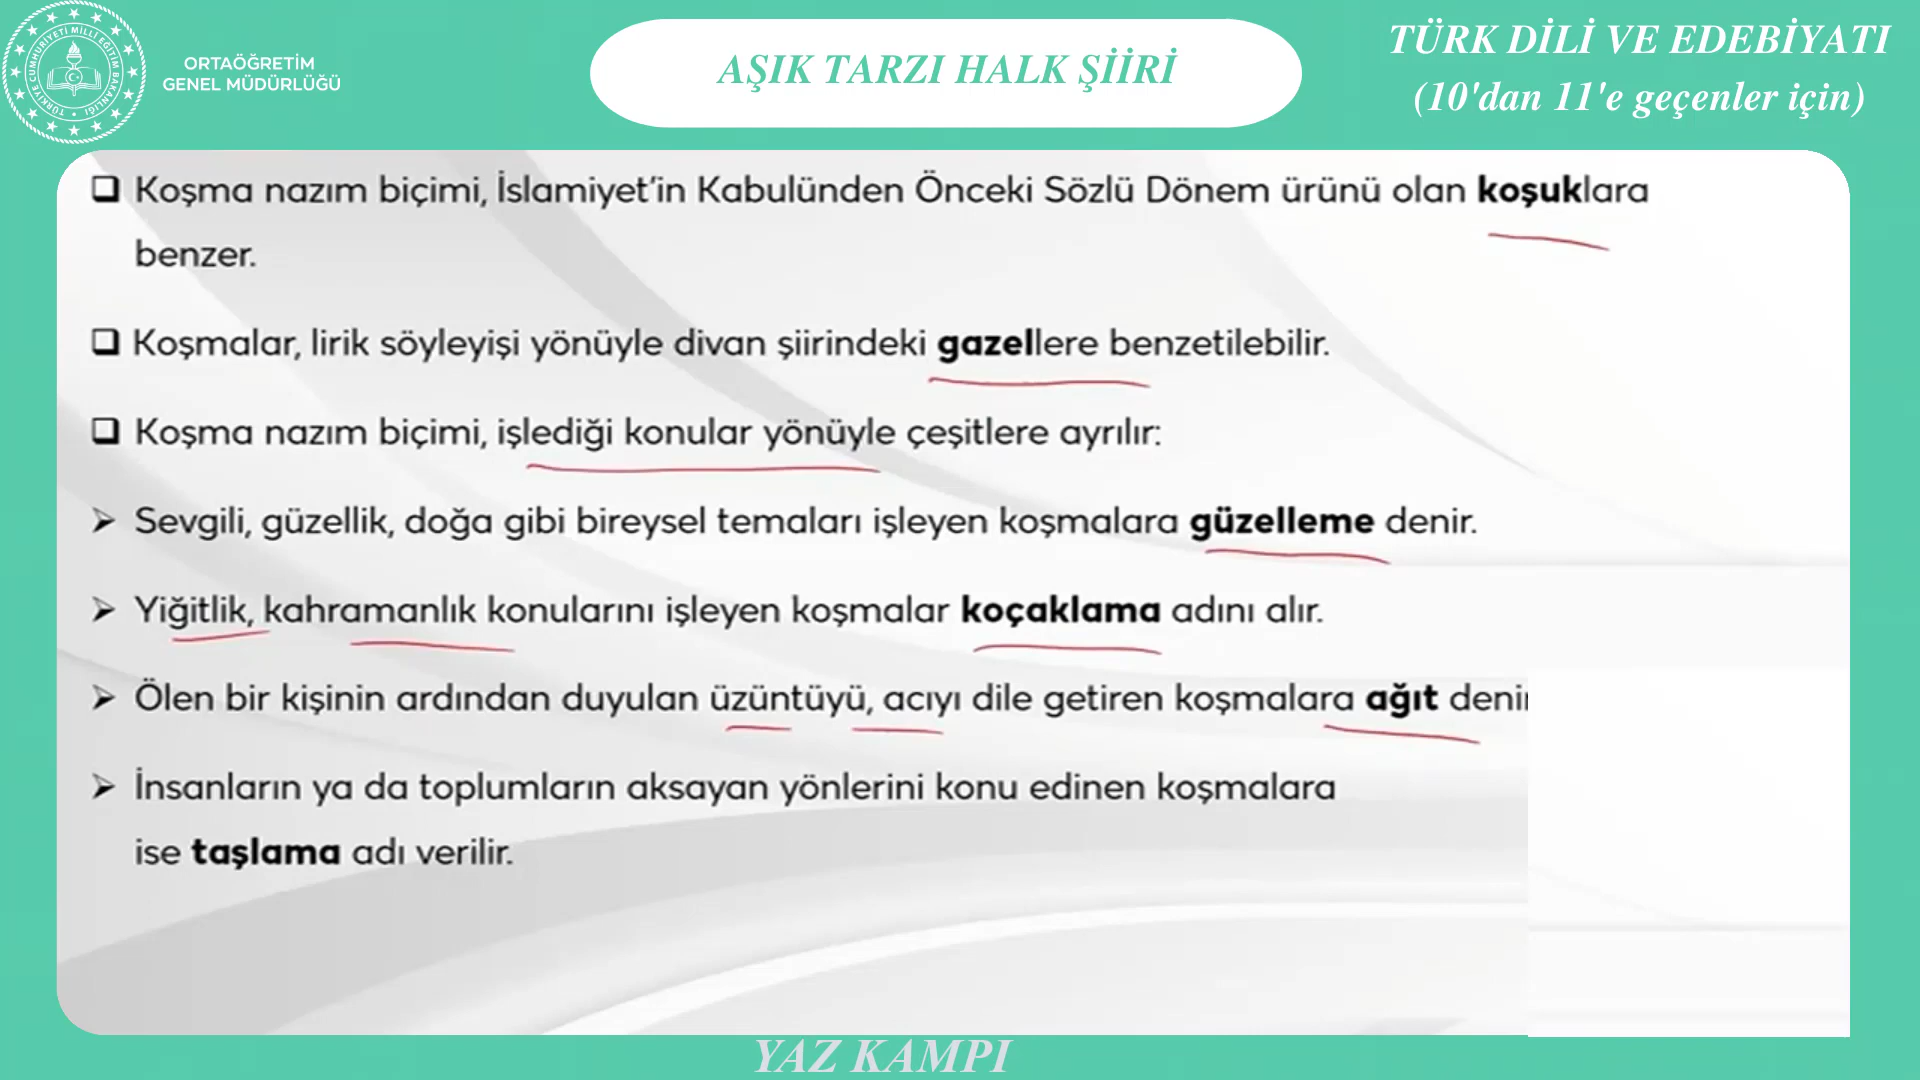 ORTAÖĞRETİM
GENEL MÜDÜRLÜĞÜ
AŞIK TARZI HALK ŞİİRİ
TÜRK DİLİ VE EDEBİYATI
(10'dan 11'e geçenler için)
❑ Koşma nazım biçimi, İslamiyet'in Kabulünden Önceki Sözlü Dönem ürünü olan koşuklara
benzer.
❑ Koşmalar, lirik söyleyişi yönüyle divan şiirindeki gazellere benzetilebilir.
❑ Koşma nazım biçimi, işlediği konular yönüyle çeşitlere ayrılır:
➢ Sevgili, güzellik, doğa gibi bireysel temaları işleyen koşmalara güzelleme denir.
➢ Yiğitlik, kahramanlık konularını işleyen koşmalar koçaklama adını alır.
➢ Ölen bir kişinin ardından duyulan üzüntüyü, acıyı dile getiren koşmalara ağıt denir
➢ İnsanların ya da toplumların aksayan yönlerini konu edinen koşmalara
ise taşlama adı verilir.
YAZ KAMPI